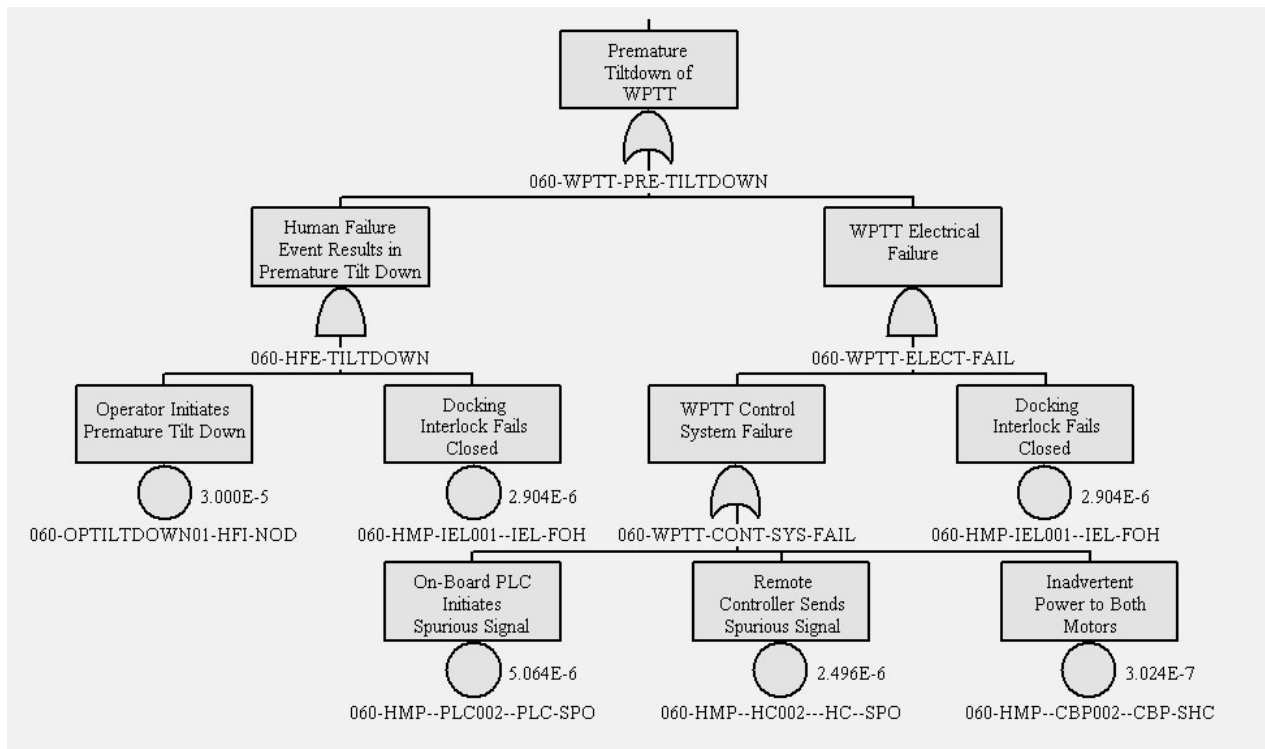 Premature
Tiltdown of
WPTT
060-WPTT-PRE-TILTDOWN
Human Failure
Event Results in
Premature Tilt Down
WPTT Electrical
Failure
060-HFE-TILTDOWN
060-WPTT-ELECT-FAIL
Operator Initiates
Premature Tilt Down
Docking
Interlock Fails
Closed
WPTT Control
System Failure
Docking
Interlock Fails
Closed
3.000E-5
2.904E-6
2.904E-6
060-OPTILTDOWN01-HFI-NOD
060-HMP-IEL001--IEL-FOH
060-WPTT-CONT-SYS-FAIL
060-HMP-IEL001--IEL-FOH
On-Board PLC
Initiates
Spurious Signal
Remote
Controller Sends
Spurious Signal
Inadvertent
Power to Both
Motors
5.064E-6
2.496E-6
3.024E-7
060-HMP--PLC002--PLC-SPO
060-HMP--HC002---HC--SPO
060-HMP--CBP002--CBP-SHC